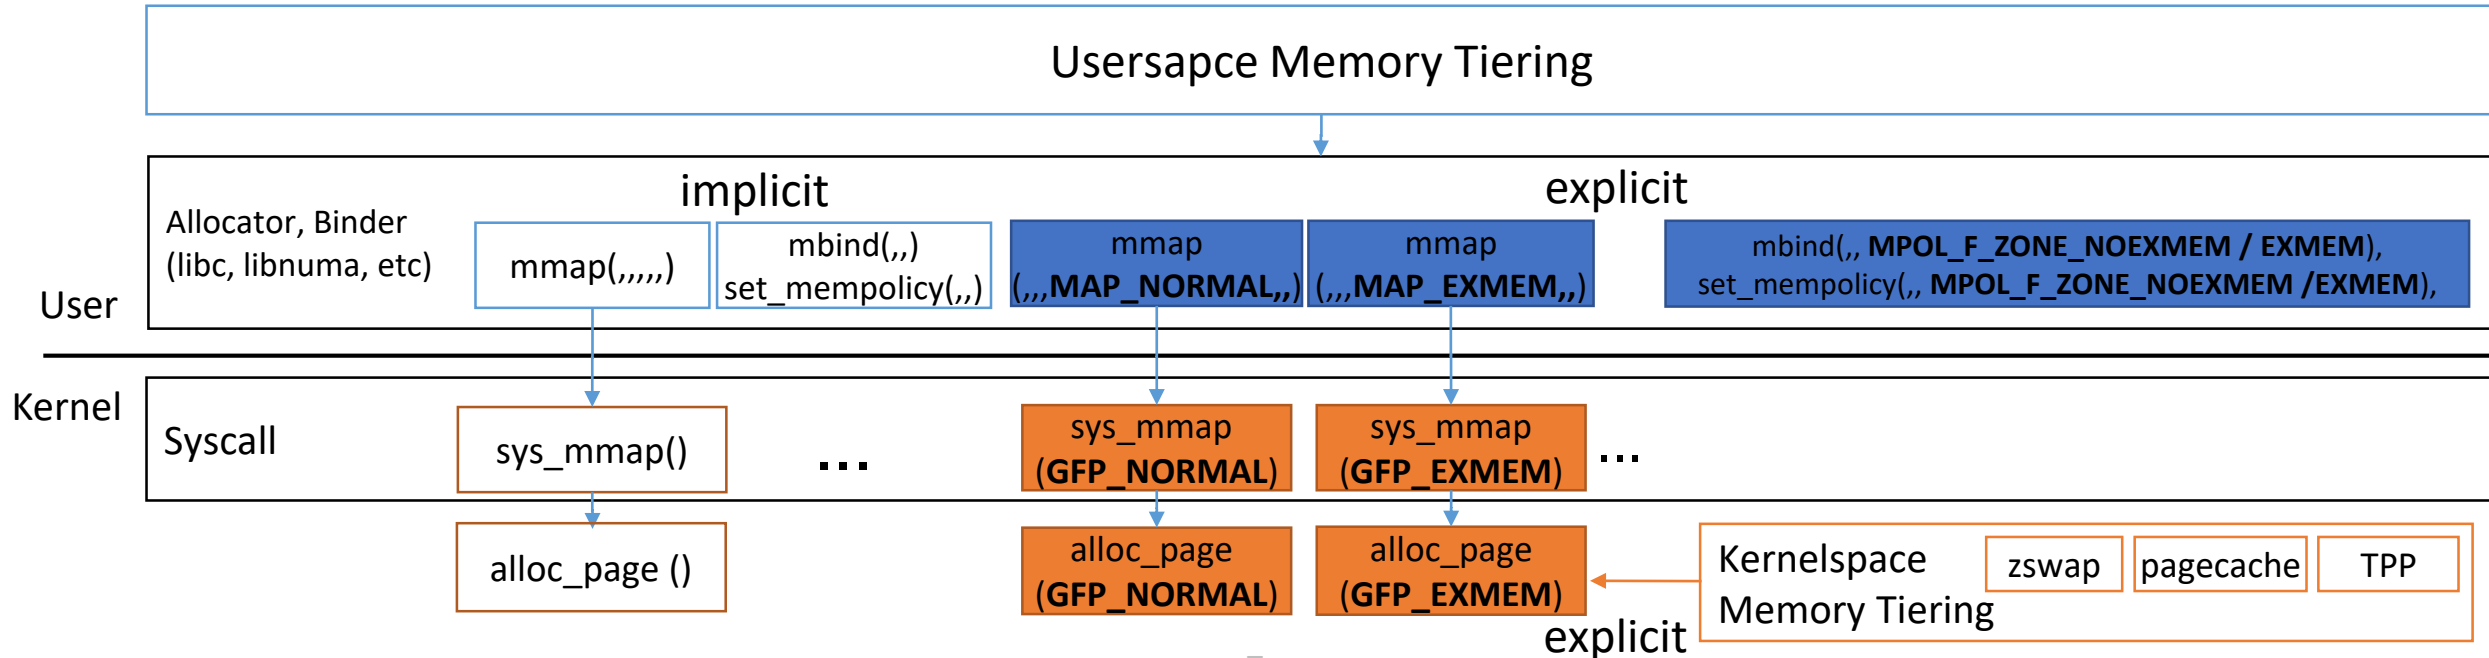 Usersapce Memory Tiering
implicit
explicit
Allocator, Binder
(libc, libnuma, etc)
mmap(,,,,,)
mbind(,,)
set_mempolicy(,,)
mmap
(,,,MAP_NORMAL,,)
mmap
(,,,MAP_EXMEM,,)
mbind(,, MPOL_F_ZONE_NOEXMEM / EXMEM),
set_mempolicy(,, MPOL_F_ZONE_NOEXMEM /EXMEM),
User
Kernel
Syscall
sys_mmap()
...
sys_mmap
(GFP_NORMAL)
sys_mmap
(GFP_EXMEM)
...
alloc_page ()
alloc_page
(GFP_NORMAL)
alloc_page
(GFP_EXMEM)
Kernelspace
Memory Tiering
zswap
pagecache
TPP
explicit